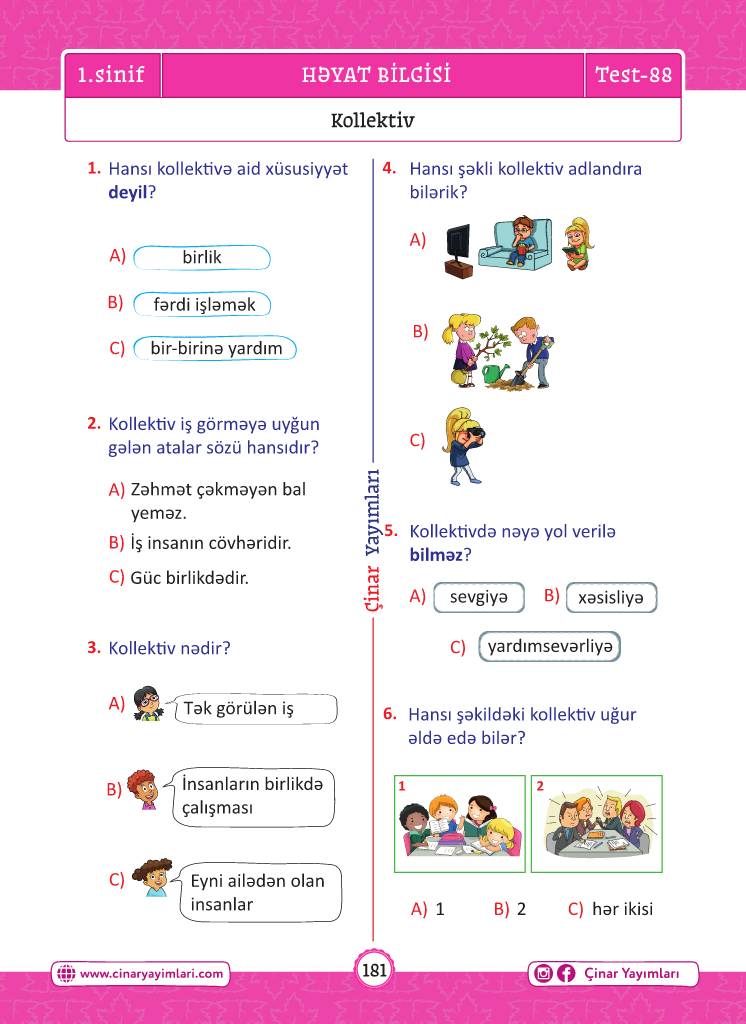 1.sinif
HƏYAT BİLGİSİ
Test-88
Kollektiv
1. Hansı kollektivə aid xüsusiyyət
deyil?
A) birlik
B) fərdi işləmək
C) bir-birinə yardım
2. Kollektiv iş görməyə uyğun
gələn atalar sözü hansıdır?
A) Zəhmət çəkməyən bal
yeməz.
B) İş insanın cövhəridir.
C) Güc birlikdədir.
3. Kollektiv nədir?
A) Tək görülən iş
B) İnsanların birlikdə
çalışması
C) Eyni ailədən olan
insanlar
Çinar Yayımları
4. Hansı şəkli kollektiv adlandıra
bilərik?
A)
B)
C)
5. Kollektivdə nəyə yol verilə
bilməz?
A) sevgiyə B) xəsisliyə
C) yardımsevərliyə
6. Hansı şəkildəki kollektiv uğur
əldə edə bilər?
1 2
A) 1 B) 2 C) hər ikisi
www.cinaryayimlari.com
181
Çinar Yayımları